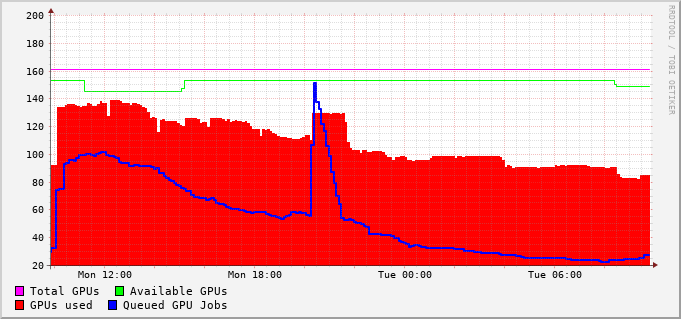 RRDTOOL / TOBI OETIKER
200
180
160
140
120
100
80
60
40
20
Mon 12:00 Mon 18:00 Tue 00:00 Tue 06:00
Total GPUs Available GPUs
GPUs used Queued GPU Jobs